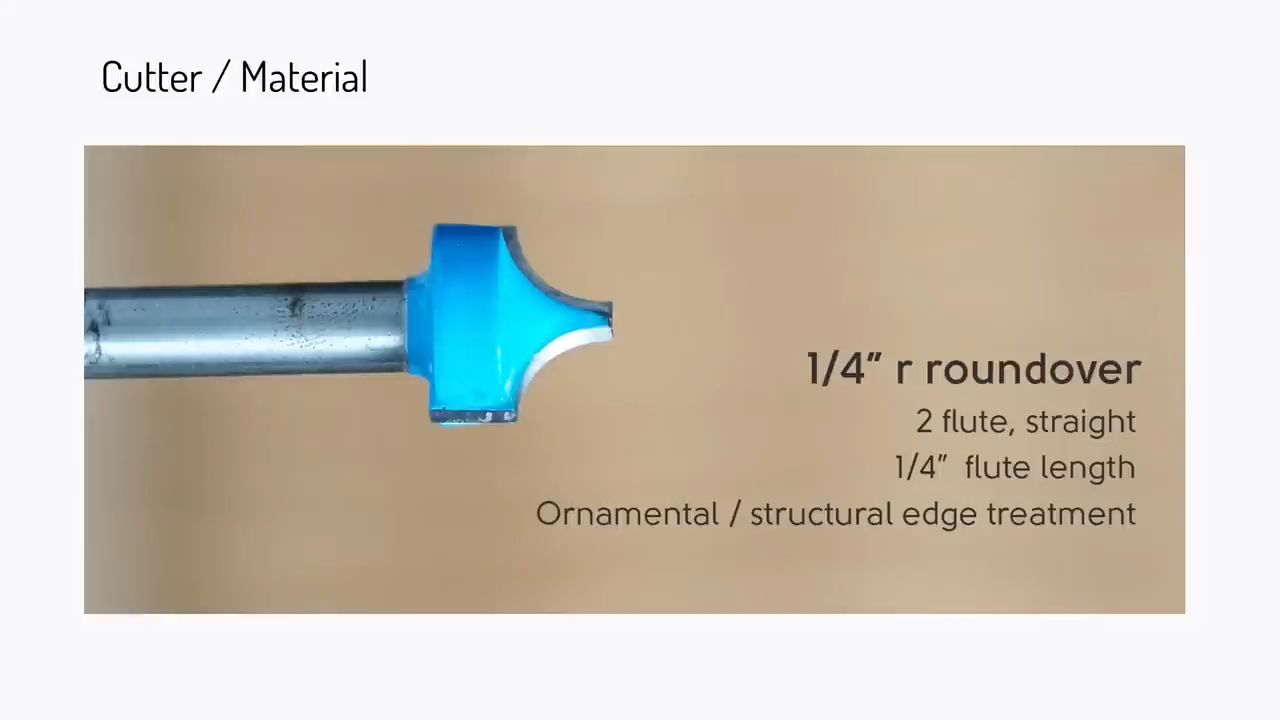 Cutter / Material
1/4” r roundover
2 flute, straight
1/4”  flute length
Ornamental / structural edge treatment